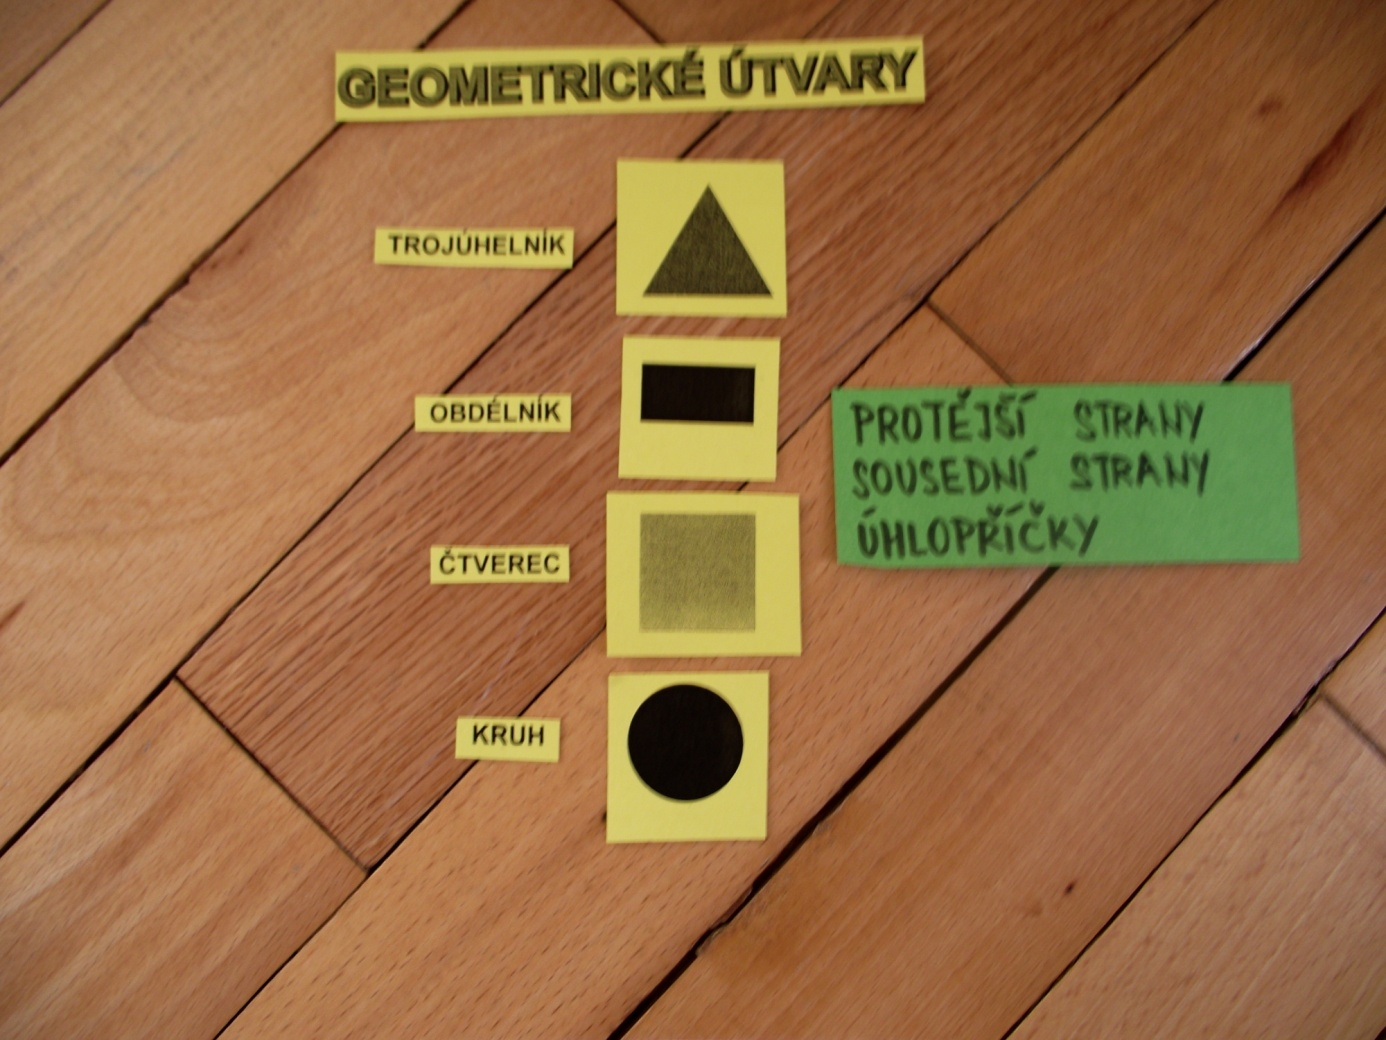 GEOMETRICKÉ ÚTVARY
TROJÚHELNÍK
OBDÉLNÍK
ČTVEREC
KRUH
PROTĚJŠÍ STRANY
SOUSEDNÍ STRANY
ÚHLOPŘÍČKY